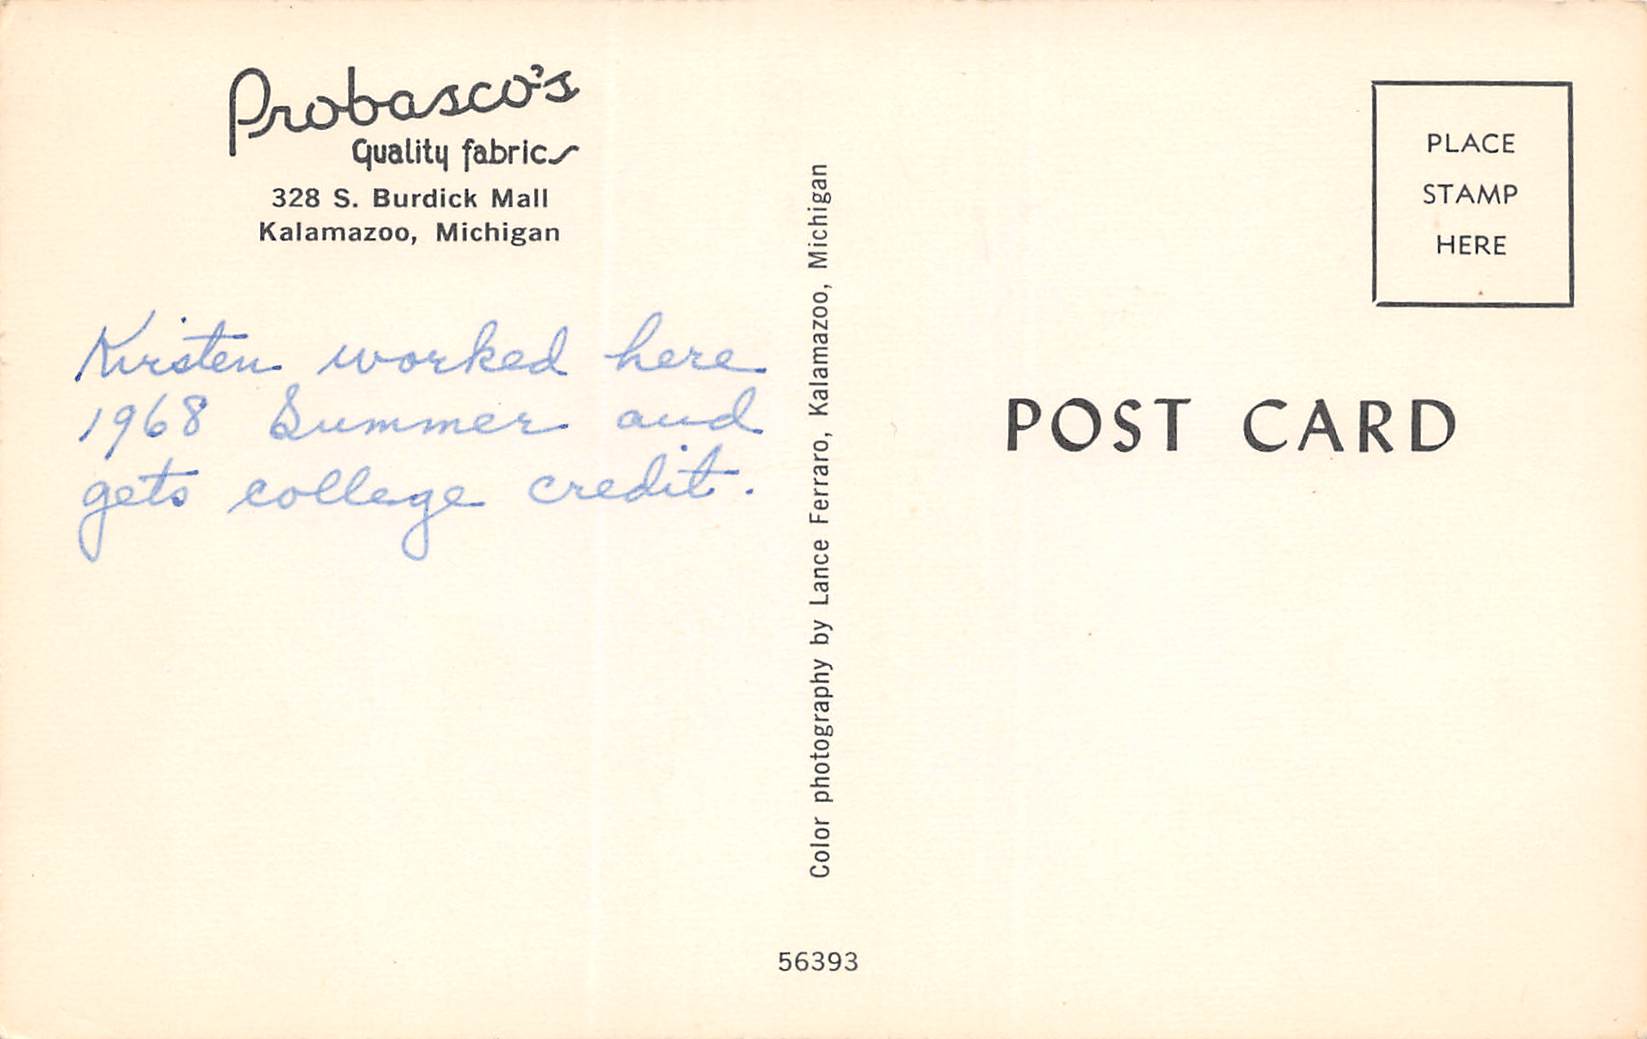 Probasco's
Quality fabrics
328 S. Burdick Mall
Kalamazoo, Michigan
Kirsten worked here
1968 Summer and
gets college credit.
Color photography by Lance Ferraro, Kalamazoo, Michigan
56393
PLACE
STAMP
HERE
POST CARD